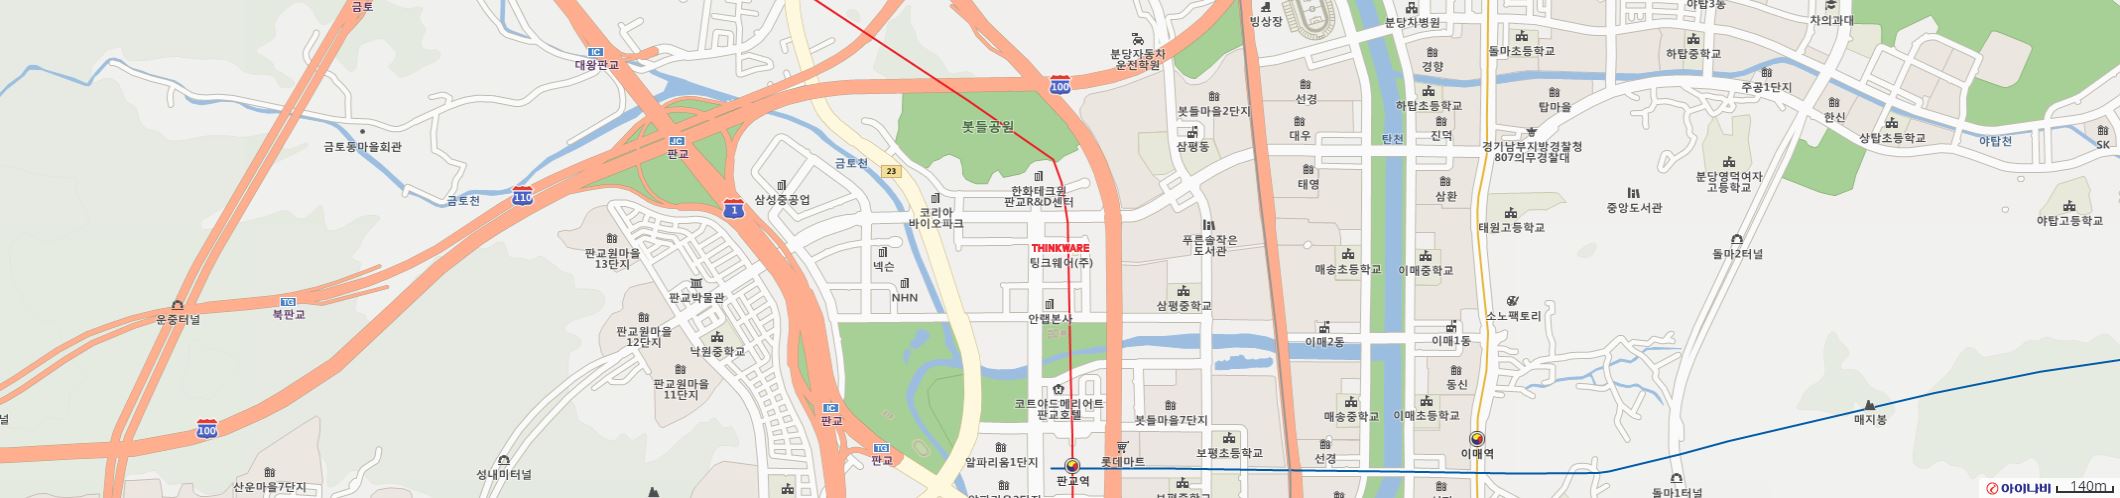 금토
빙상장
분당차병원
야탑3동
차의과대
IC
대왕판교
분당자동차
운전학원
돌마초등학교
하탑중학교
경향
100
주공1단지
선경
하탑초등학교
탑마을
한신
봇들마을2단지
봇들공원
대우
탄천
진덕
상탑초등학교
야탑천
SK
금토동마을회관
JC
판교
삼평동
경기남부지방경찰청
807의무경찰대
금토천
23
분당영덕여자
고등학교
태영
삼환
한화테크윈
판교R&D센터
삼성중공업
금토천
110
1
코리아
바이오파크
중앙도서관
태원고등학교
야탑고등학교
푸른숲작은
도서관
판교원마을
13단지
THINKWARE
팅크웨어(주)
넥슨
돌마2터널
매송초등학교
이매중학교
NHN
판교박물관
TG
북판교
운중터널
삼평중학교
안랩본사
소노팩토리
판교원마을
12단지
낙원중학교
이매2동
이매1동
판교원마을
11단지
동신
코트야드메리어트
판교호텔
IC
판교
널
100
봇들마을7단지
매송중학교
이매초등학교
매지봉
TG
판교
알파리움1단지
롯데마트
보평초등학교
선경
이매역
성내미터널
산운마을7단지
판교역
돌마1터널
아이나비
140m